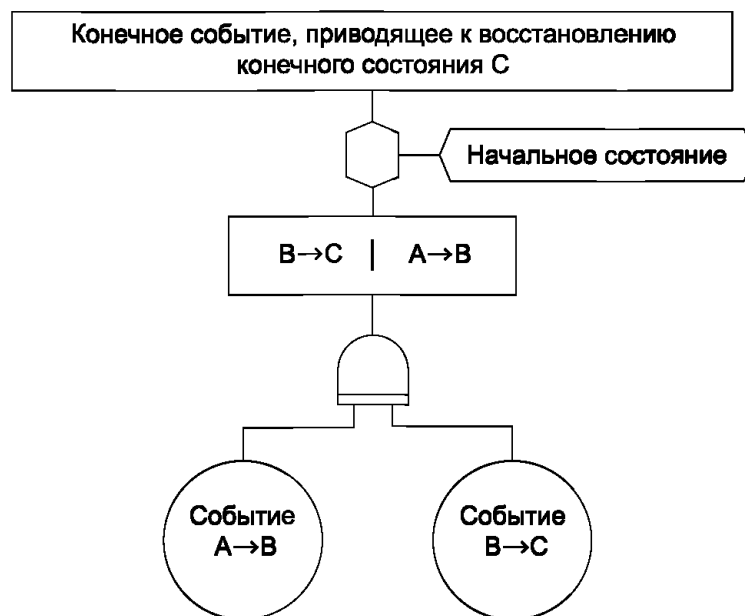 Конечное событие, приводящее к восстановлению
конечного состояния С
Начальное состояние
B→C | A→B
Событие
A→B
Событие
B→C